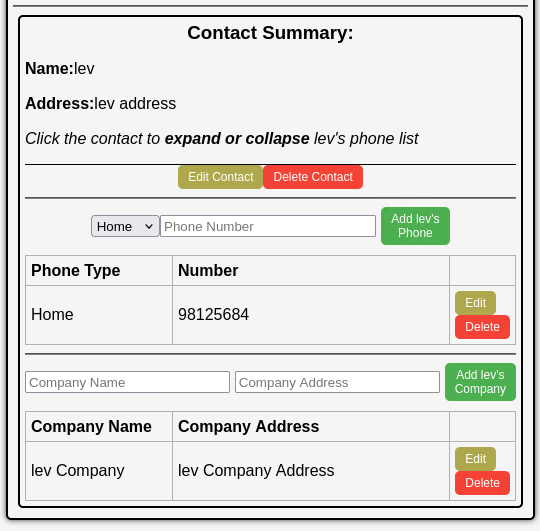 Contact Summary:
Name:lev
Address:lev address
Click the contact to expand or collapse lev's phone list
Edit Contact Delete Contact
Home Phone Number Add lev's
Phone
Phone Type Number
Home 98125684 Edit
Delete
Company Name Company Address Add lev's
Company
Company Name Company Address
lev Company lev Company Address Edit
Delete